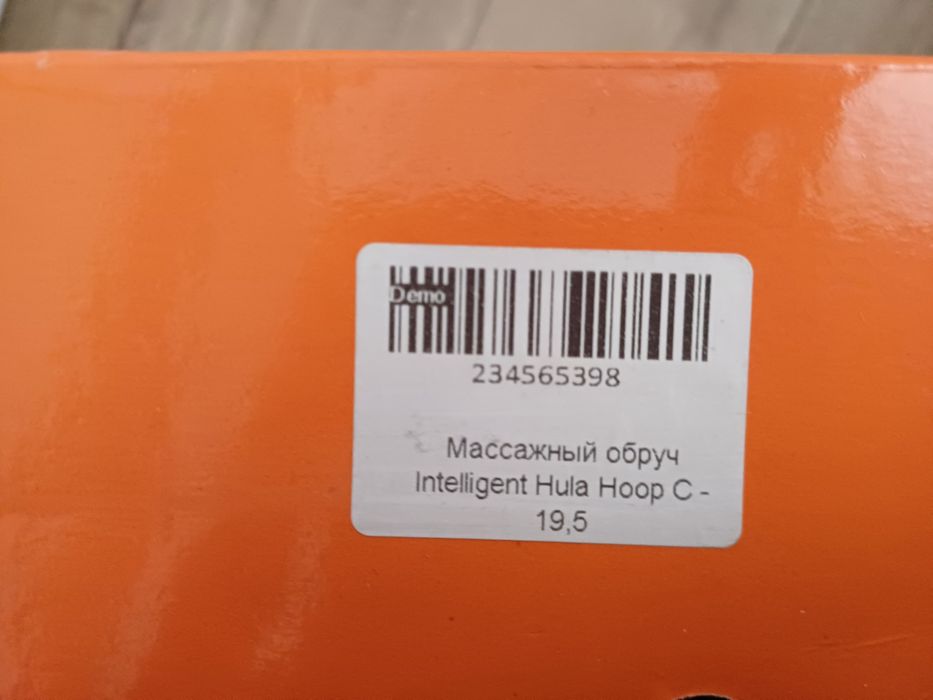 Demo
234565398
Массажный обруч
Intelligent Hula Hoop C -
19,5